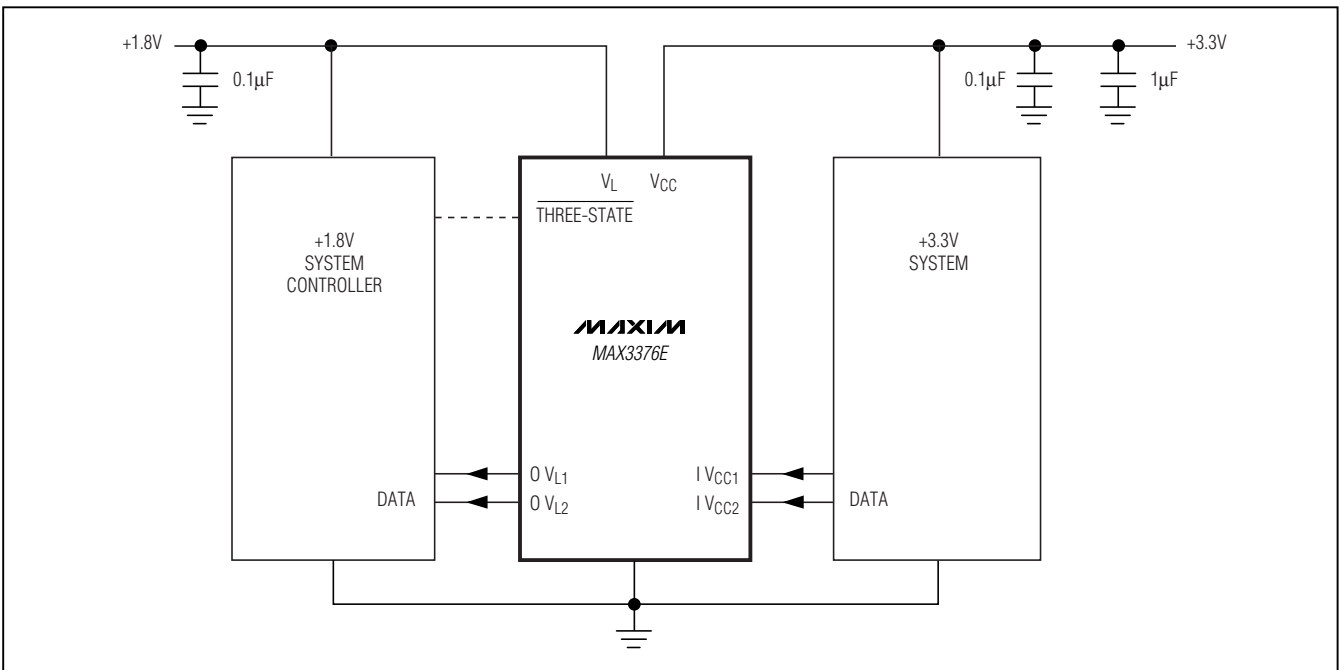 +1.8V
+3.3V
0.1µF
0.1µF
1µF
VL
VCC
THREE-STATE
+1.8V
SYSTEM
CONTROLLER
+3.3V
SYSTEM
MAXIM
MAX3376E
O VL1
I VCC1
DATA
O VL2
I VCC2
DATA